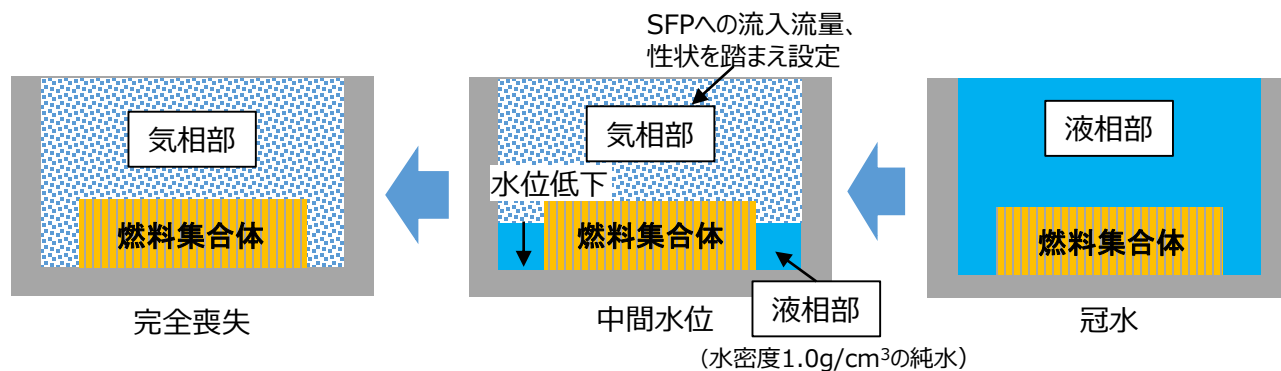 SFPへの流入流量、
性状を踏まえ設定
気相部
燃料集合体
完全喪失
気相部
水位低下
燃料集合体
液相部
中間水位
（水密度1.0g/cm³の純水）
液相部
燃料集合体
冠水